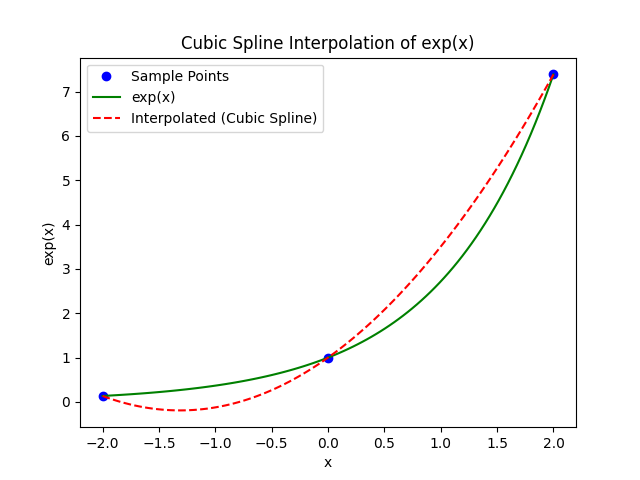 Cubic Spline Interpolation of exp(x)
Sample Points
exp(x)
Interpolated (Cubic Spline)
exp(x)
7
6
5
4
3
2
1
0
−2.0 −1.5 −1.0 −0.5 0.0 0.5 1.0 1.5 2.0
x